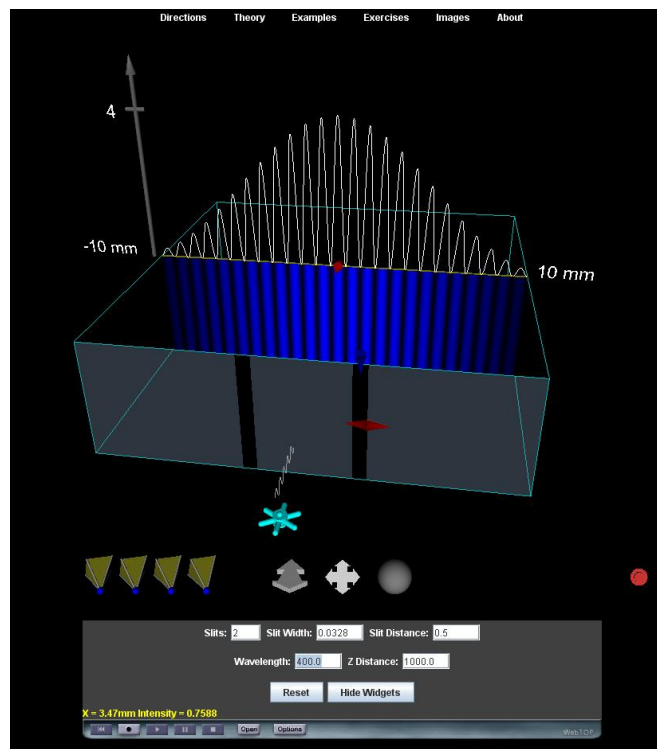 Directions Theory Examples Exercises Images About
4
-10 mm
10 mm
Slits: 2 Slit Width: 0.0328 Slit Distance: 0.5
Wavelength: 400.0 Z Distance: 1000.0
Reset Hide Widgets
X = 3.47mm Intensity = 0.7588
Open Options WebTOP